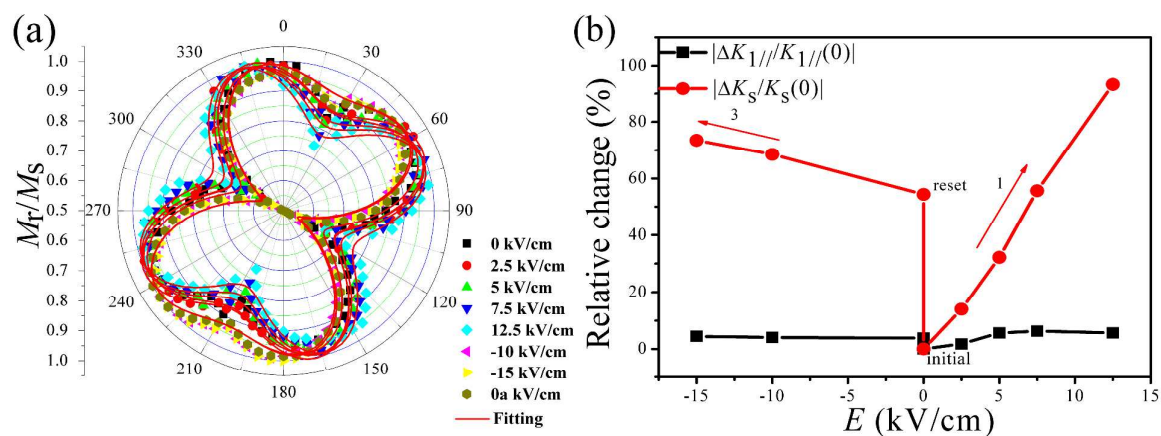 (a)
0
30
60
90
120
150
180
210
240
270
300
330
1.0
0.9
0.8
0.7
0.6
0.5
0.6
0.7
0.8
0.9
1.0
Mr/Ms
0 kV/cm
2.5 kV/cm
5 kV/cm
7.5 kV/cm
12.5 kV/cm
-10 kV/cm
-15 kV/cm
0a kV/cm
Fitting
(b)
|ΔK1///K1//(0)|
|ΔKs/Ks(0)|
3
1
reset
initial
Relative change (%)
100
80
60
40
20
0
-15 -10 -5 0 5 10 15
E (kV/cm)